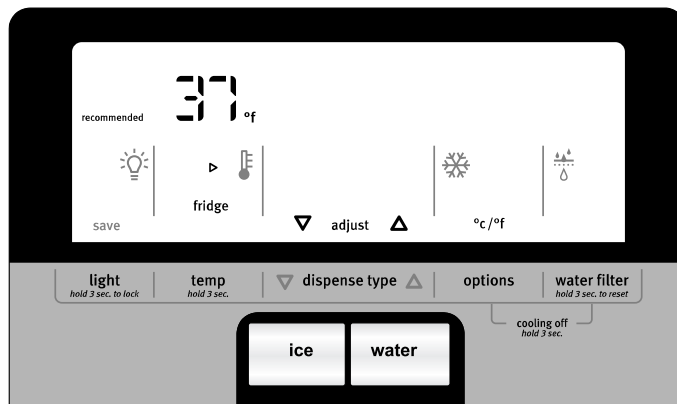 37 °f
recommended
fridge
save
adjust
°c/°f
light
hold 3 sec. to lock
temp
hold 3 sec.
dispense type
options
water filter
hold 3 sec. to reset
cooling off
hold 3 sec.
ice
water